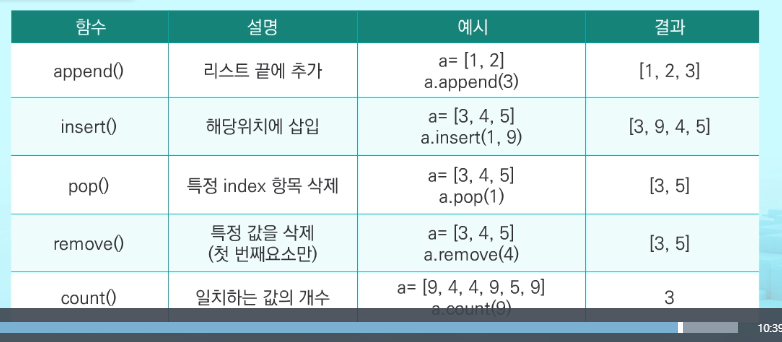 함수 설명 예시 결과
append() 리스트 끝에 추가 a= [1, 2]
a.append(3) [1, 2, 3]
insert() 해당위치에 삽입 a= [3, 4, 5]
a.insert(1, 9) [3, 9, 4, 5]
pop() 특정 index 항목 삭제 a= [3, 4, 5]
a.pop(1) [3, 5]
remove() 특정 값을 삭제
(첫 번째요소만) a= [3, 4, 5]
a.remove(4) [3, 5]
count() 일치하는 값의 개수 a= [9, 4, 4, 9, 5, 9]
a.count(9) 3
10:39